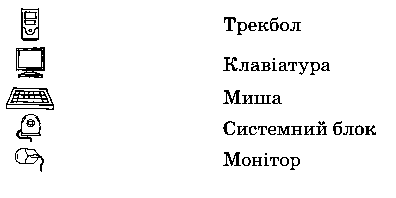 Трекбол
Клавіатура
Миша
Системний блок
Монітор